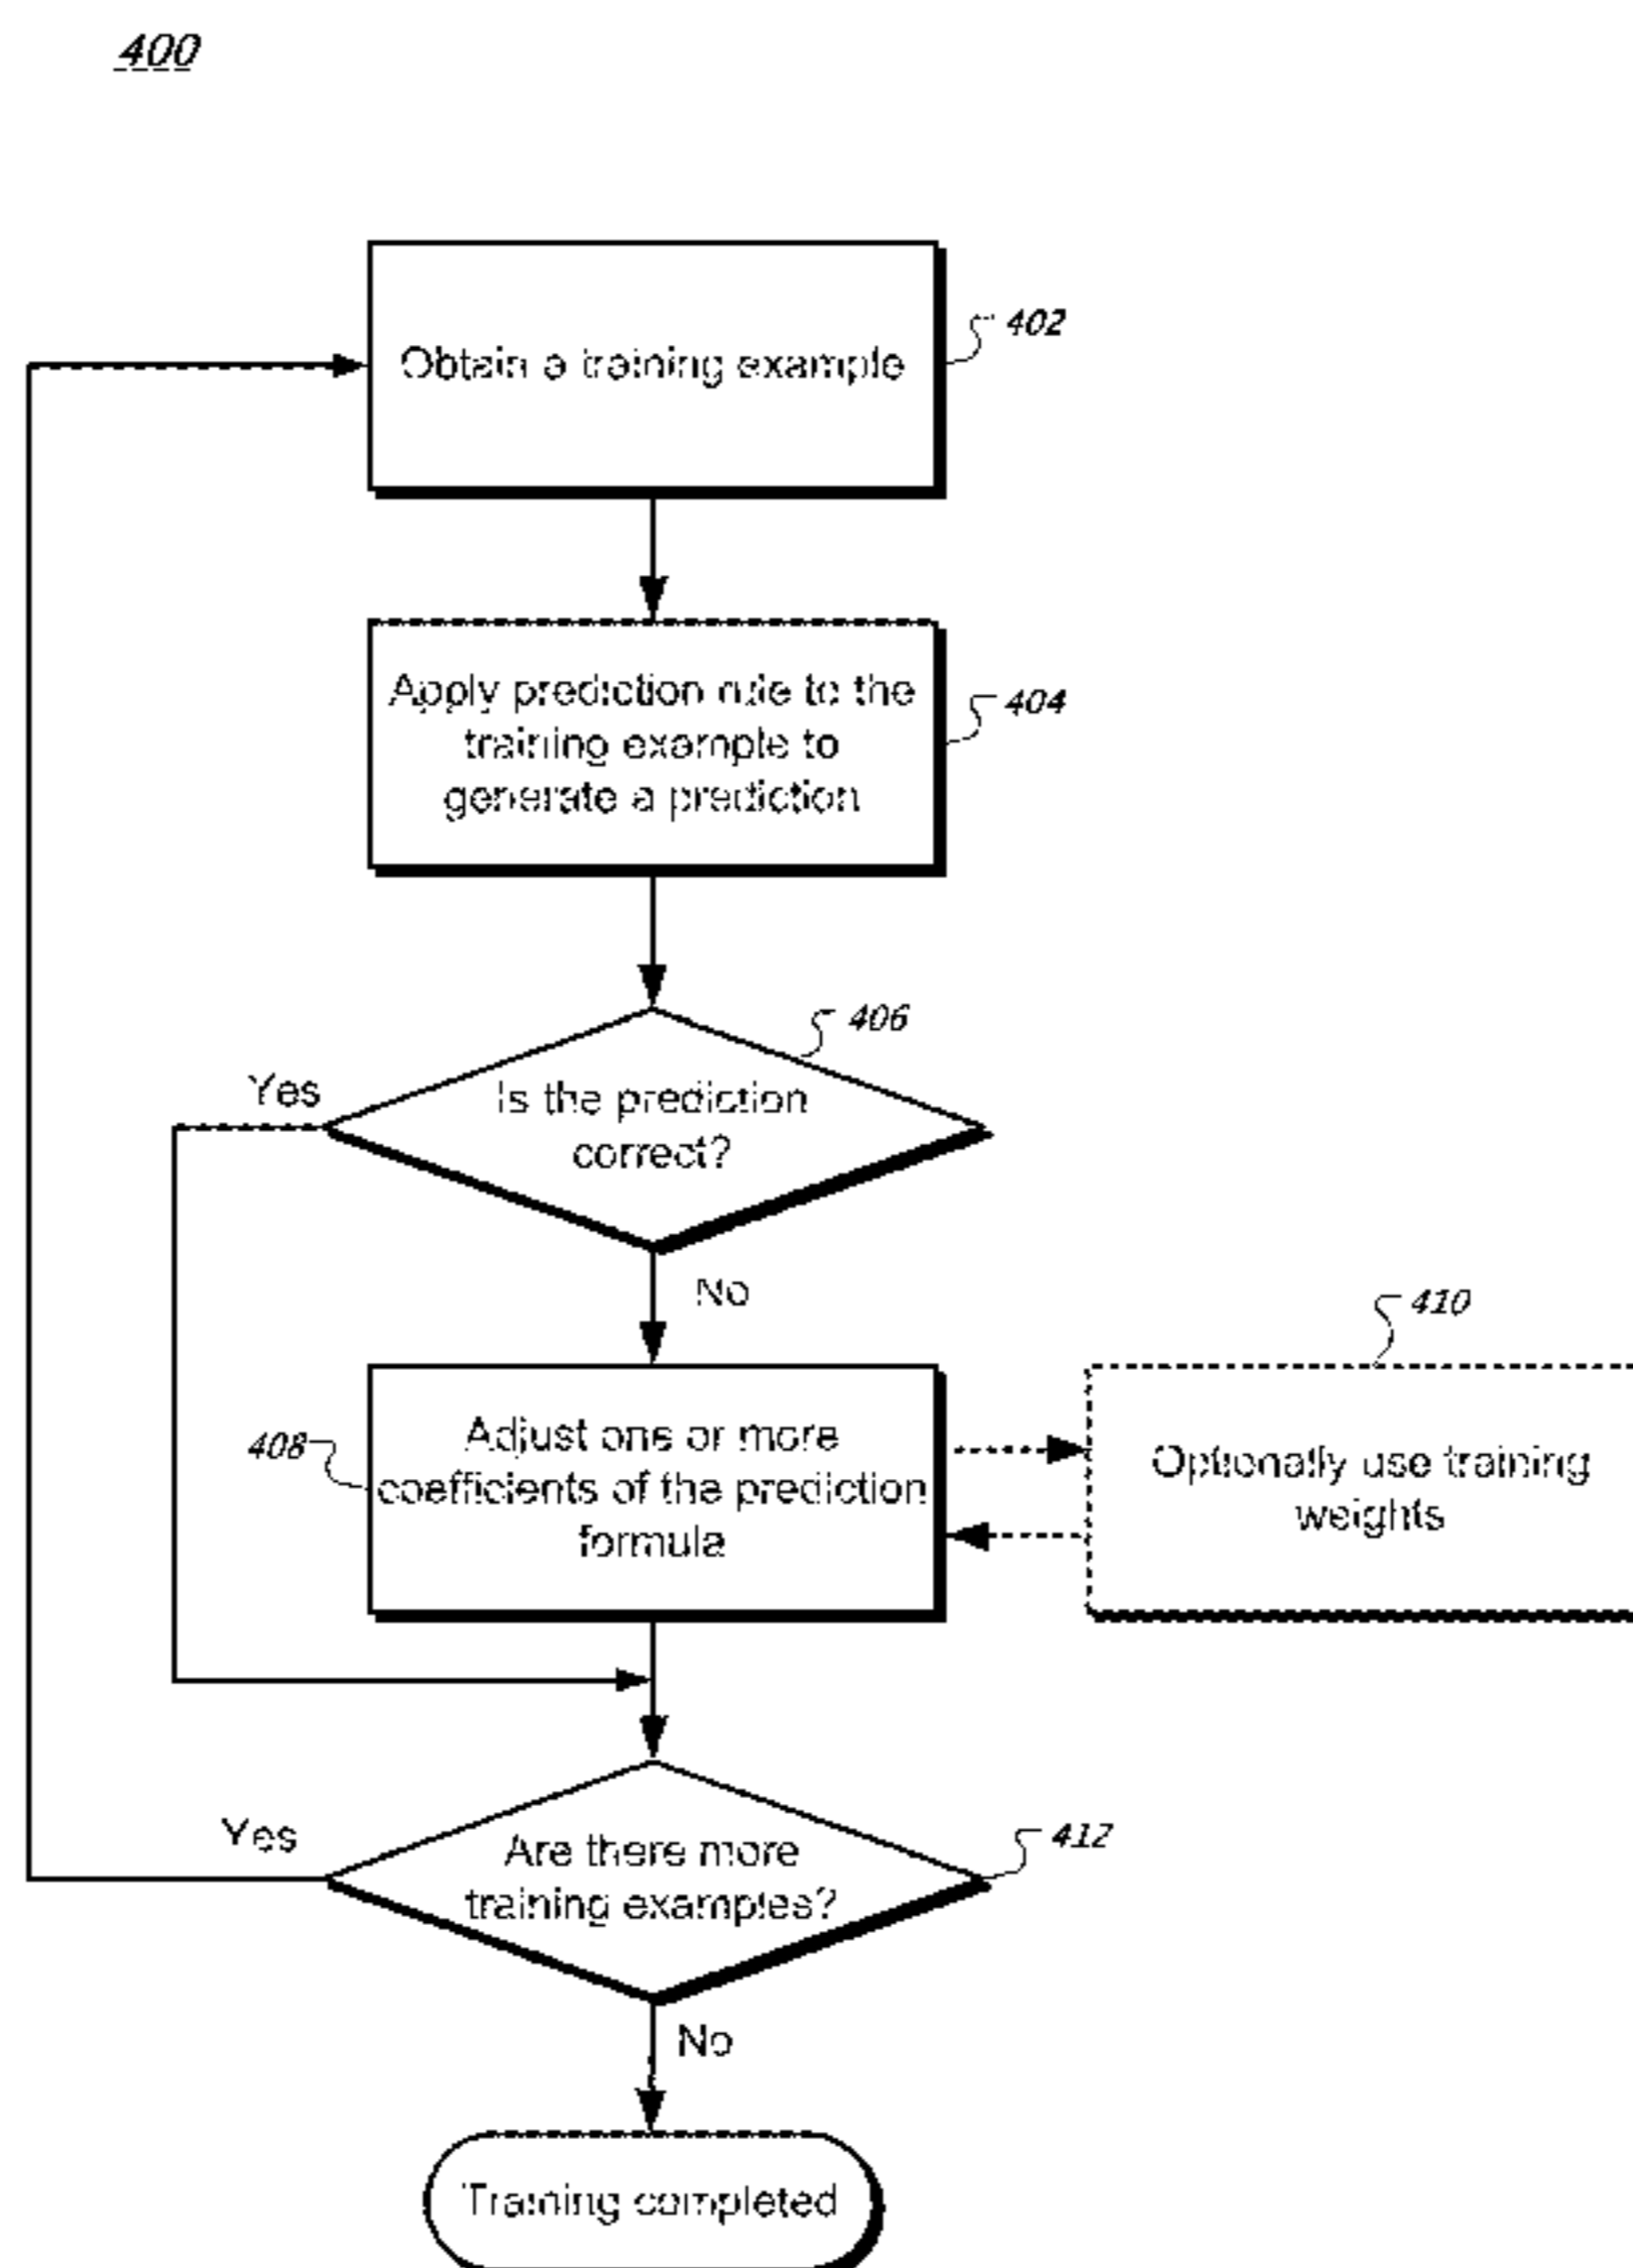 400
Obtain a training example
402
Apply prediction rule to the
training example to
generate a prediction
404
406
Yes
Is the prediction
correct?
No
410
408
Adjust one or more
coefficients of the prediction
formula
Optionally use training
weights
Yes
Are there more
training examples?
412
No
Training completed